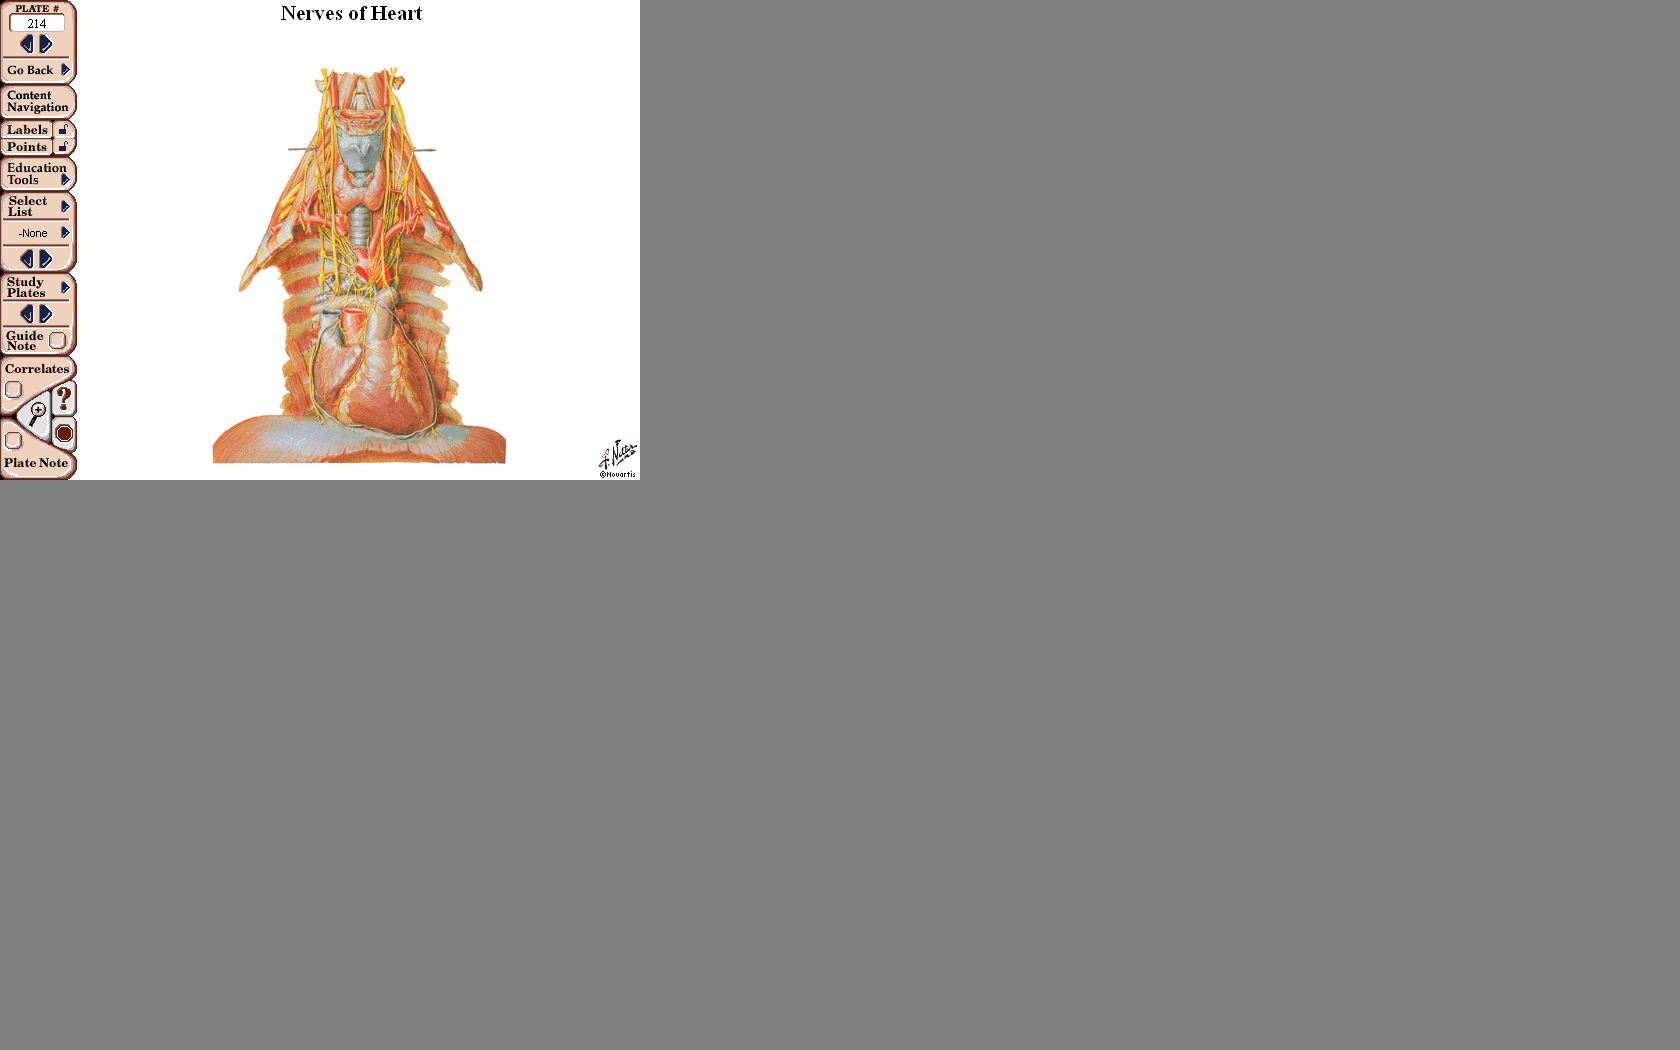 PLATE #
214
Go Back
Content
Navigation
Labels
Points
Education
Tools
Select
List
-None
Study
Plates
Guide
Note
Correlates
?
Plate Note
Nerves of Heart
F. Netter
©Novartis